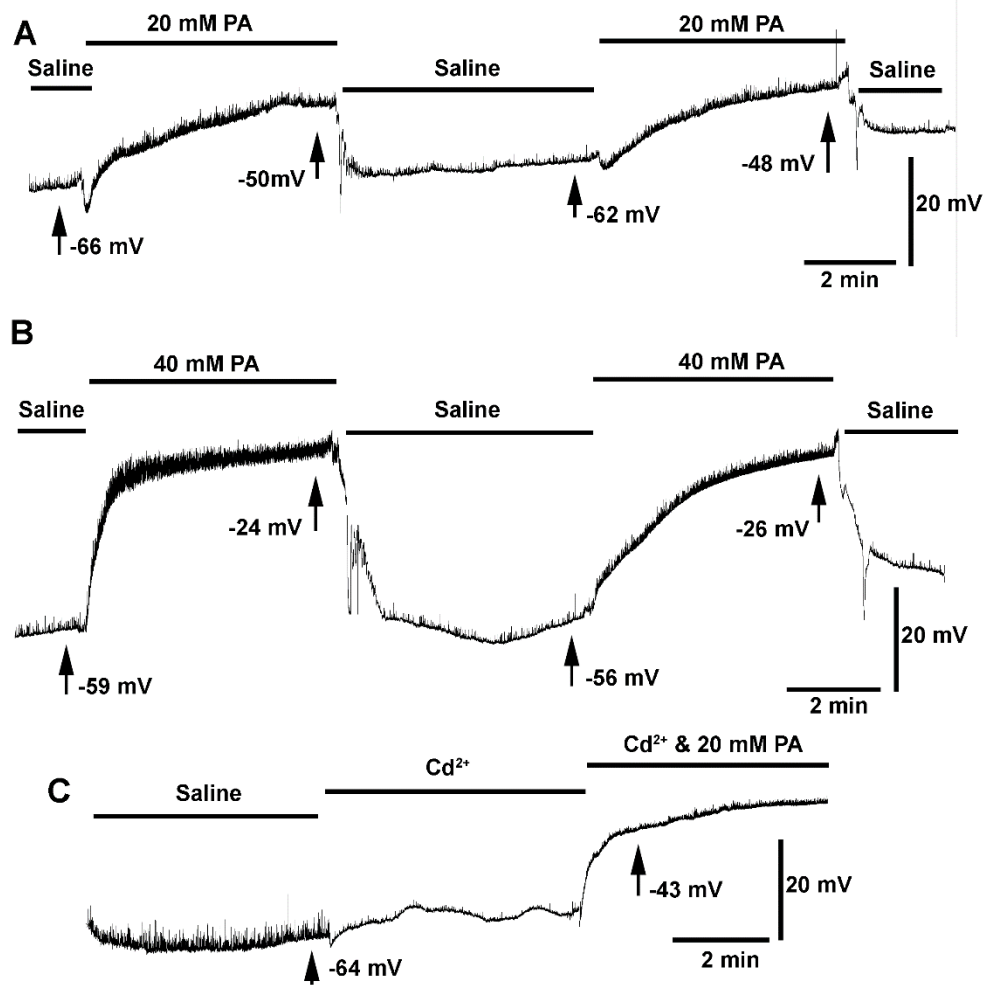 A
20 mM PA
20 mM PA
Saline
Saline
Saline
-50mV
-48 mV
-66 mV
-62 mV
20 mV
2 min
B
40 mM PA
40 mM PA
Saline
Saline
Saline
-24 mV
-26 mV
-59 mV
-56 mV
20 mV
2 min
C
Cd²⁺ & 20 mM PA
Cd²⁺
Saline
-43 mV
20 mV
-64 mV
2 min